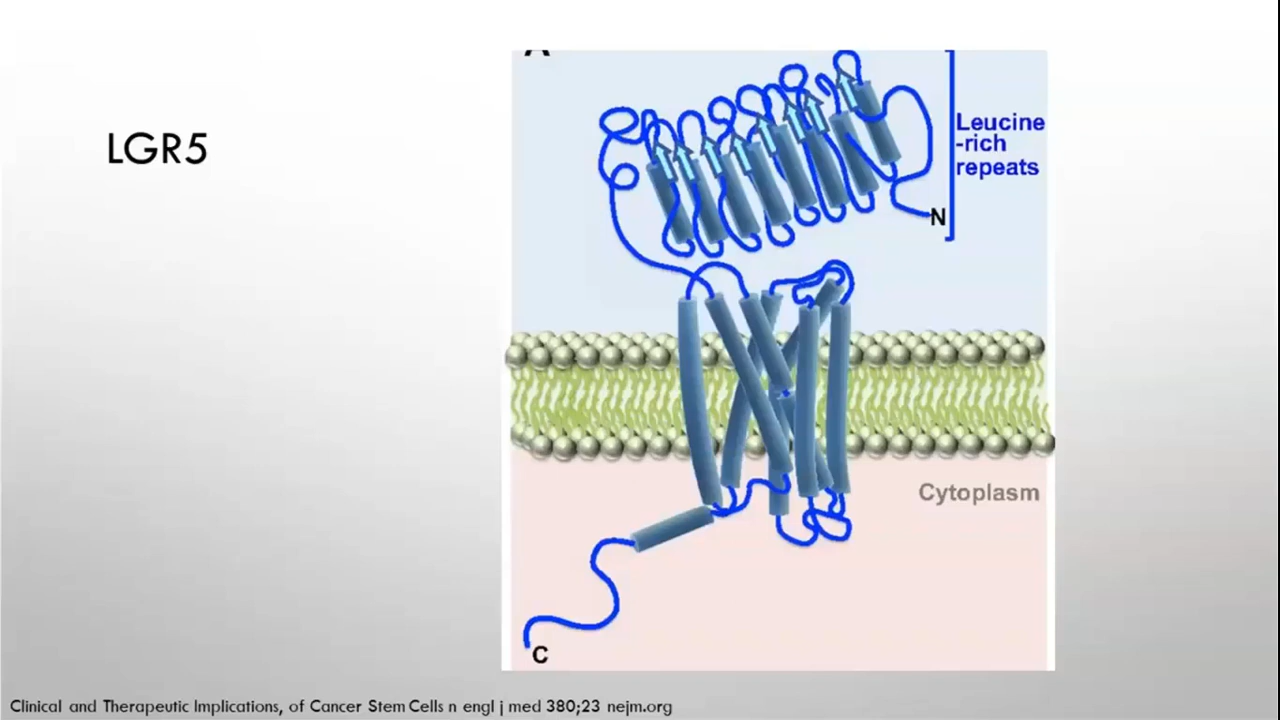 A
LGR5
Leucine
-rich
repeats
N
Cytoplasm
C
Clinical and Therapeutic Implications, of Cancer Stem Cells n engl j med 380;23 nejm.org